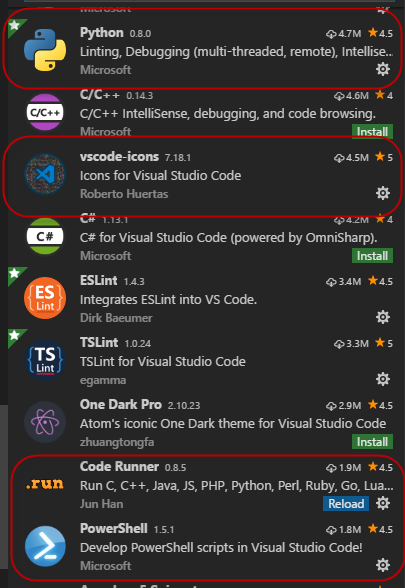 Microsoft
Python 0.8.0 4.7M 4.5
Linting, Debugging (multi-threaded, remote), Intellise...
Microsoft
C/C++ 0.14.3 4.6M 4
C/C++
C/C++ IntelliSense, debugging, and code browsing.
Microsoft Install
vscode-icons 7.18.1 4.5M 5
Icons for Visual Studio Code
Roberto Huertas
C# 1.13.1 4.2M 4
C#
C# for Visual Studio Code (powered by OmniSharp).
Microsoft Install
ESLint 1.4.3 3.4M 4.5
ES
Lint
Integrates ESLint into VS Code.
Dirk Baeumer
TSLint 1.0.24 3.3M 5
TS
Lint
TSLint for Visual Studio Code
egamma
One Dark Pro 2.10.23 2.9M 4.5
Atom's iconic One Dark theme for Visual Studio Code
zhuangtongfa Install
Code Runner 0.8.5 1.9M 4.5
.run
Run C, C++, Java, JS, PHP, Python, Perl, Ruby, Go, Lua...
Jun Han Reload
PowerShell 1.5.1 1.8M 4.5
Develop PowerShell scripts in Visual Studio Code!
Microsoft